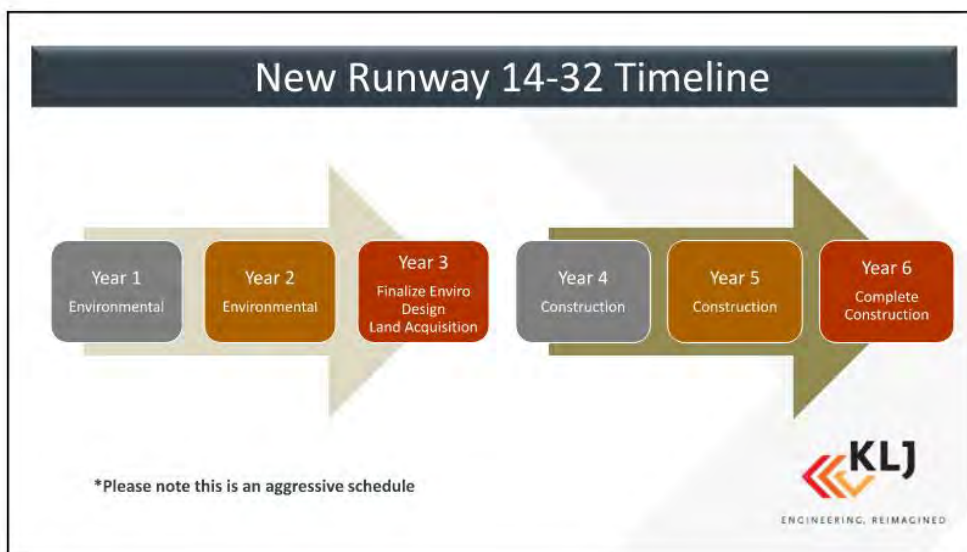 New Runway 14-32 Timeline
Year 1
Environmental
Year 2
Environmental
Year 3
Finalize Enviro
Design
Land Acquisition
Year 4
Construction
Year 5
Construction
Year 6
Complete
Construction
*Please note this is an aggressive schedule
KLJ
ENGINEERING, REIMAGINED